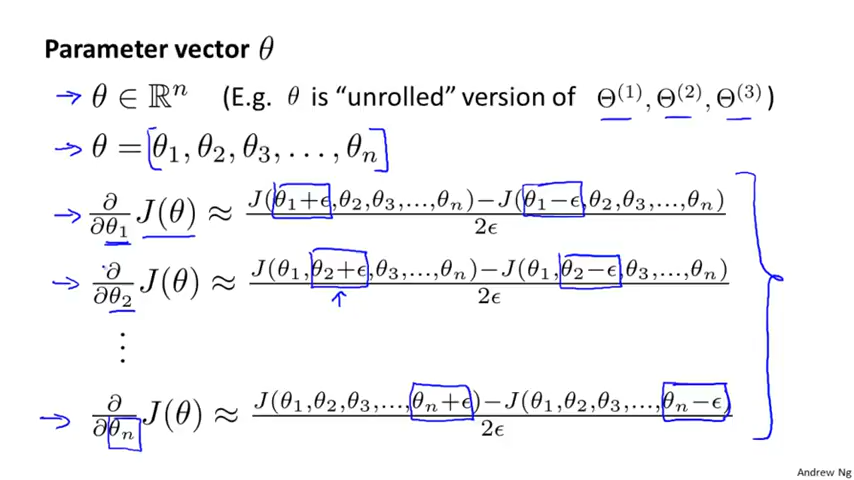 Parameter vector θ
→ θ ∈ ℝⁿ (E.g. θ is “unrolled” version of Θ⁽¹⁾, Θ⁽²⁾, Θ⁽³⁾)
→ θ = [θ₁, θ₂, θ₃, . . . , θₙ]
→ ∂/∂θ₁ J(θ) ≈ (J(θ₁+ϵ,θ₂,θ₃,...,θₙ)−J(θ₁−ϵ,θ₂,θ₃,...,θₙ))/2ϵ
→ ∂/∂θ₂ J(θ) ≈ (J(θ₁,θ₂+ϵ,θ₃,...,θₙ)−J(θ₁,θ₂−ϵ,θ₃,...,θₙ))/2ϵ
⋮
→ ∂/∂θₙ J(θ) ≈ (J(θ₁,θ₂,θ₃,...,θₙ+ϵ)−J(θ₁,θ₂,θ₃,...,θₙ−ϵ))/2ϵ
Andrew Ng